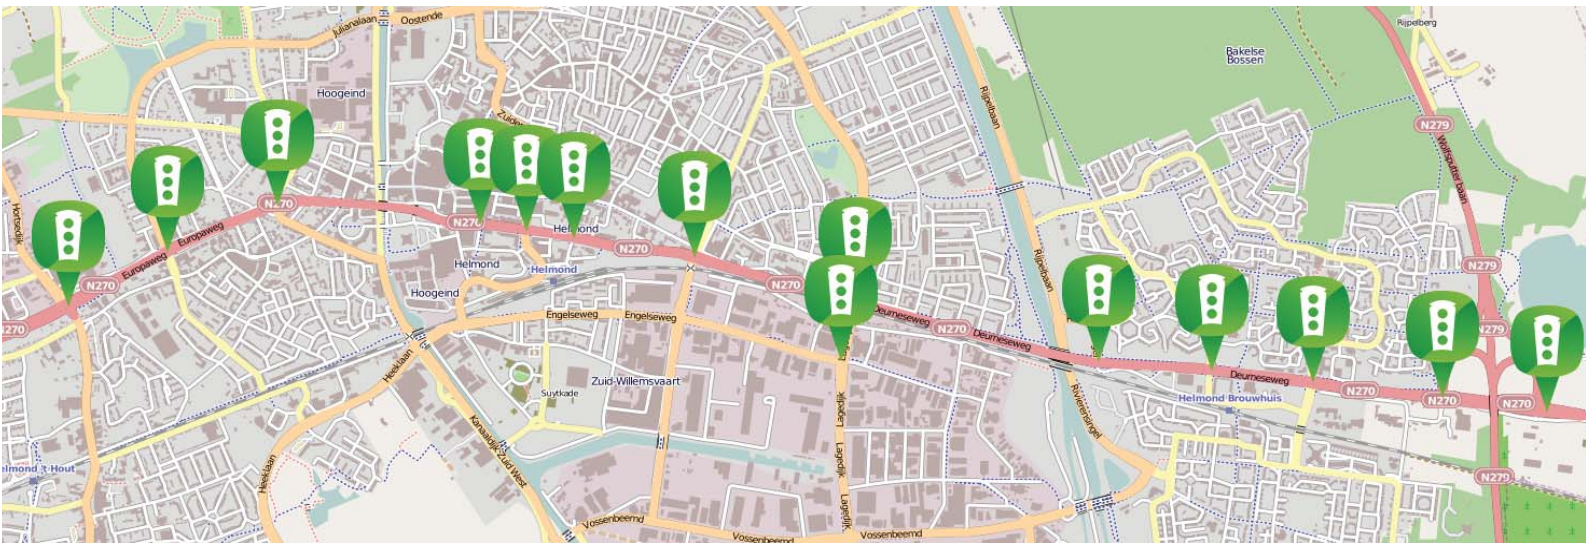 Julianalaan
Oostende
Rijpelberg
Bakelse
Bossen
Hoogeind
Rijpelbaan
N279
Wolfsputterbaan
Hortsedijk
N270
N270
Helmond
Europaweg
N270
Europaweg
Helmond
Helmond
Rijpelbaan
N279
N270
N270
Hoogeind
N270
Engelseweg
Engelseweg
Deurneseweg
N270
Deurneseweg
N279
Heeklaan
Zuid-Willemsvaart
Suytkade
Deurneseweg
N270
N270
N270
Helmond Brouwhuis
Lagedijk
Rivierensingel
Kanaaldijk Zuid West
Lagedijk
elmond 't Hout
Heeklaan
N279
Lagedijk
Vossenbeemd
Vossenbeemd
Vossenbeemd